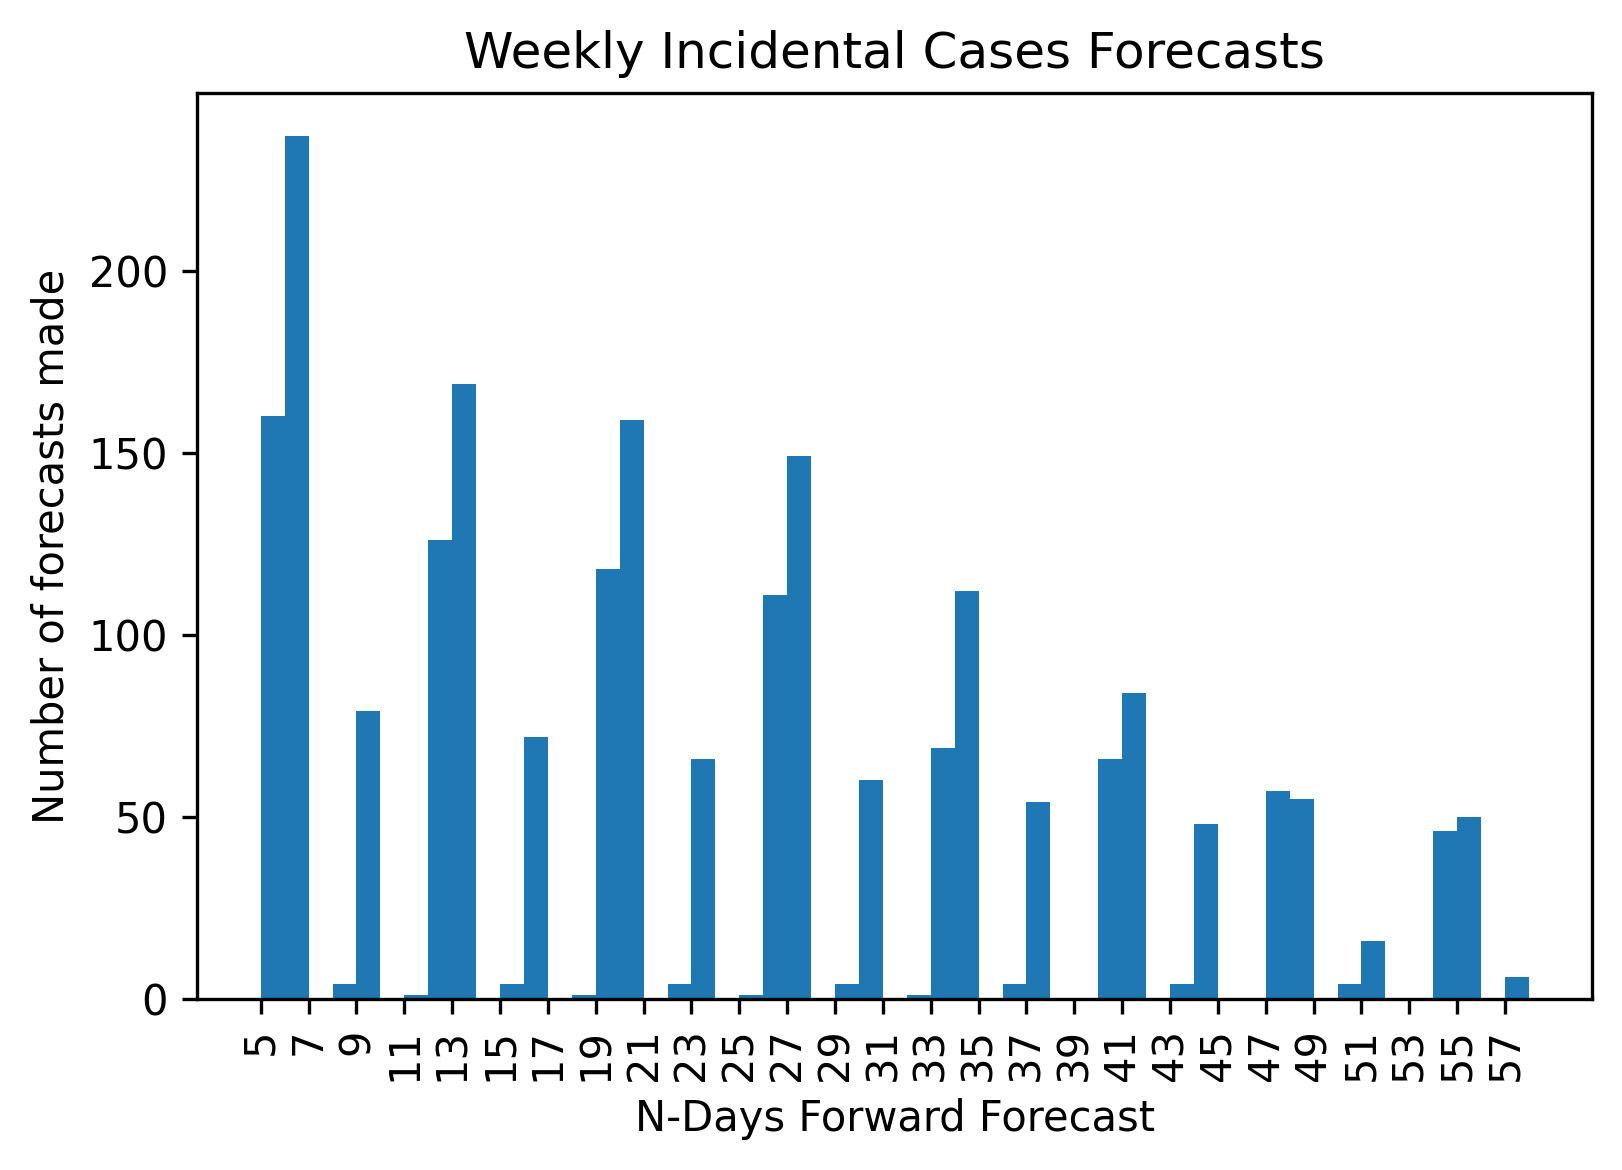 Weekly Incidental Cases Forecasts
Number of forecasts made
200
150
100
50
0
5 7 9 11 13 15 17 19 21 23 25 27 29 31 33 35 37 39 41 43 45 47 49 51 53 55 57
N-Days Forward Forecast